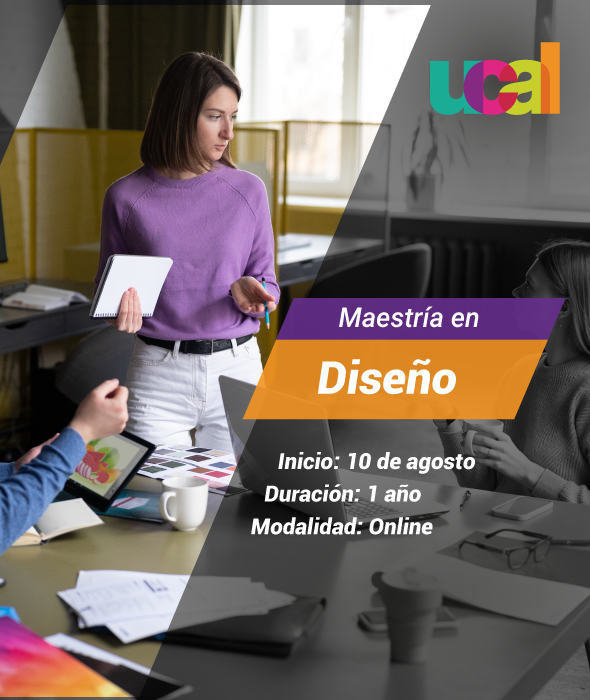 ucal
Maestría en
Diseño
Inicio: 10 de agosto
Duración: 1 año
Modalidad: Online